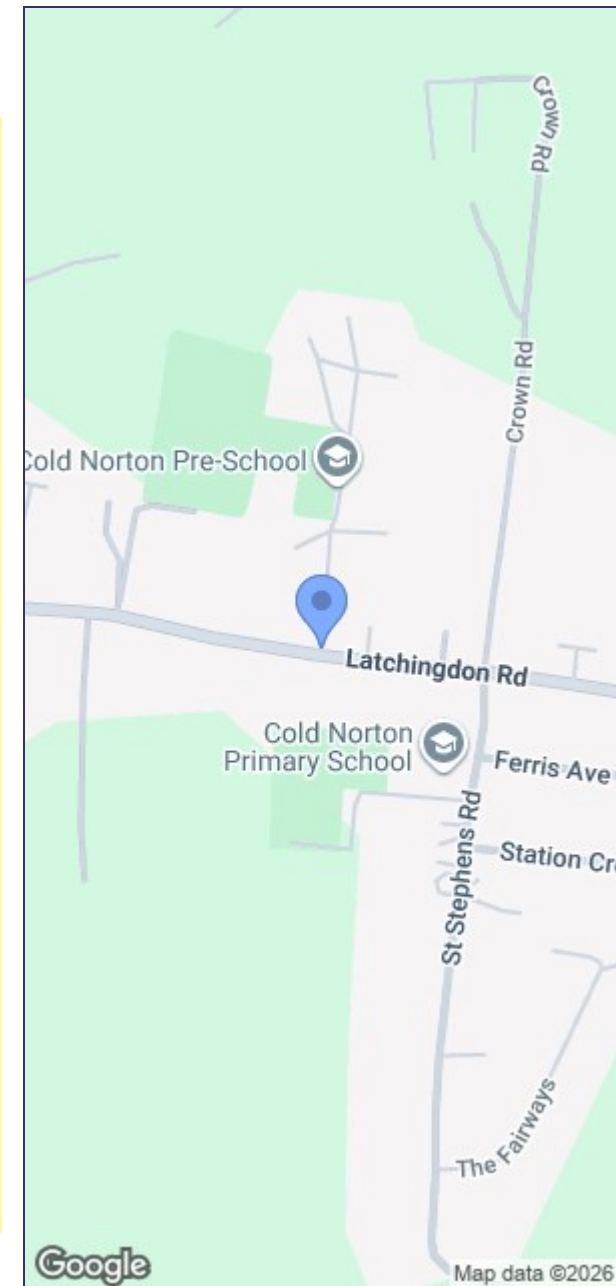 Crown Rd
Crown Rd
Cold Norton Pre-School
Latchingdon Rd
Cold Norton
Primary School
Ferris Ave
St Stephens Rd
Station Cr
The Fairways
Google
Map data ©2026